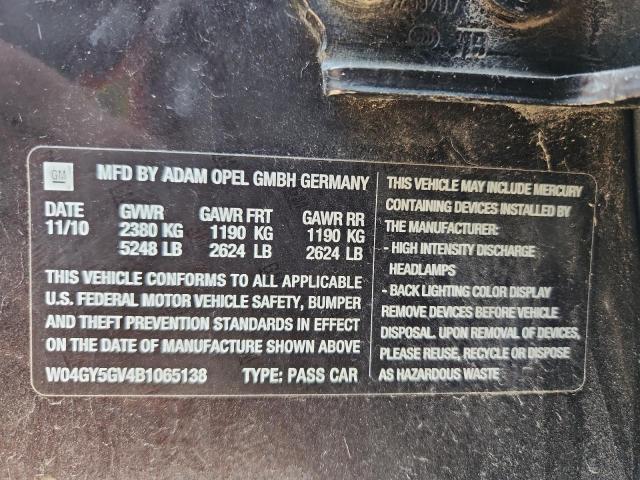 GM
MFD BY ADAM OPEL GMBH GERMANY
DATE GVWR GAWR FRT GAWR RR
11/10 2380 KG 1190 KG 1190 KG
5248 LB 2624 LB 2624 LB
THIS VEHICLE CONFORMS TO ALL APPLICABLE
U.S. FEDERAL MOTOR VEHICLE SAFETY, BUMPER
AND THEFT PREVENTION STANDARDS IN EFFECT
ON THE DATE OF MANUFACTURE SHOWN ABOVE
W04GY5GV4B1065138 TYPE: PASS CAR
THIS VEHICLE MAY INCLUDE MERCURY
CONTAINING DEVICES INSTALLED BY
THE MANUFACTURER:
- HIGH INTENSITY DISCHARGE
HEADLAMPS
- BACK LIGHTING COLOR DISPLAY
REMOVE DEVICES BEFORE VEHICLE
DISPOSAL. UPON REMOVAL OF DEVICES,
PLEASE REUSE, RECYCLE OR DISPOSE
AS HAZARDOUS WASTE